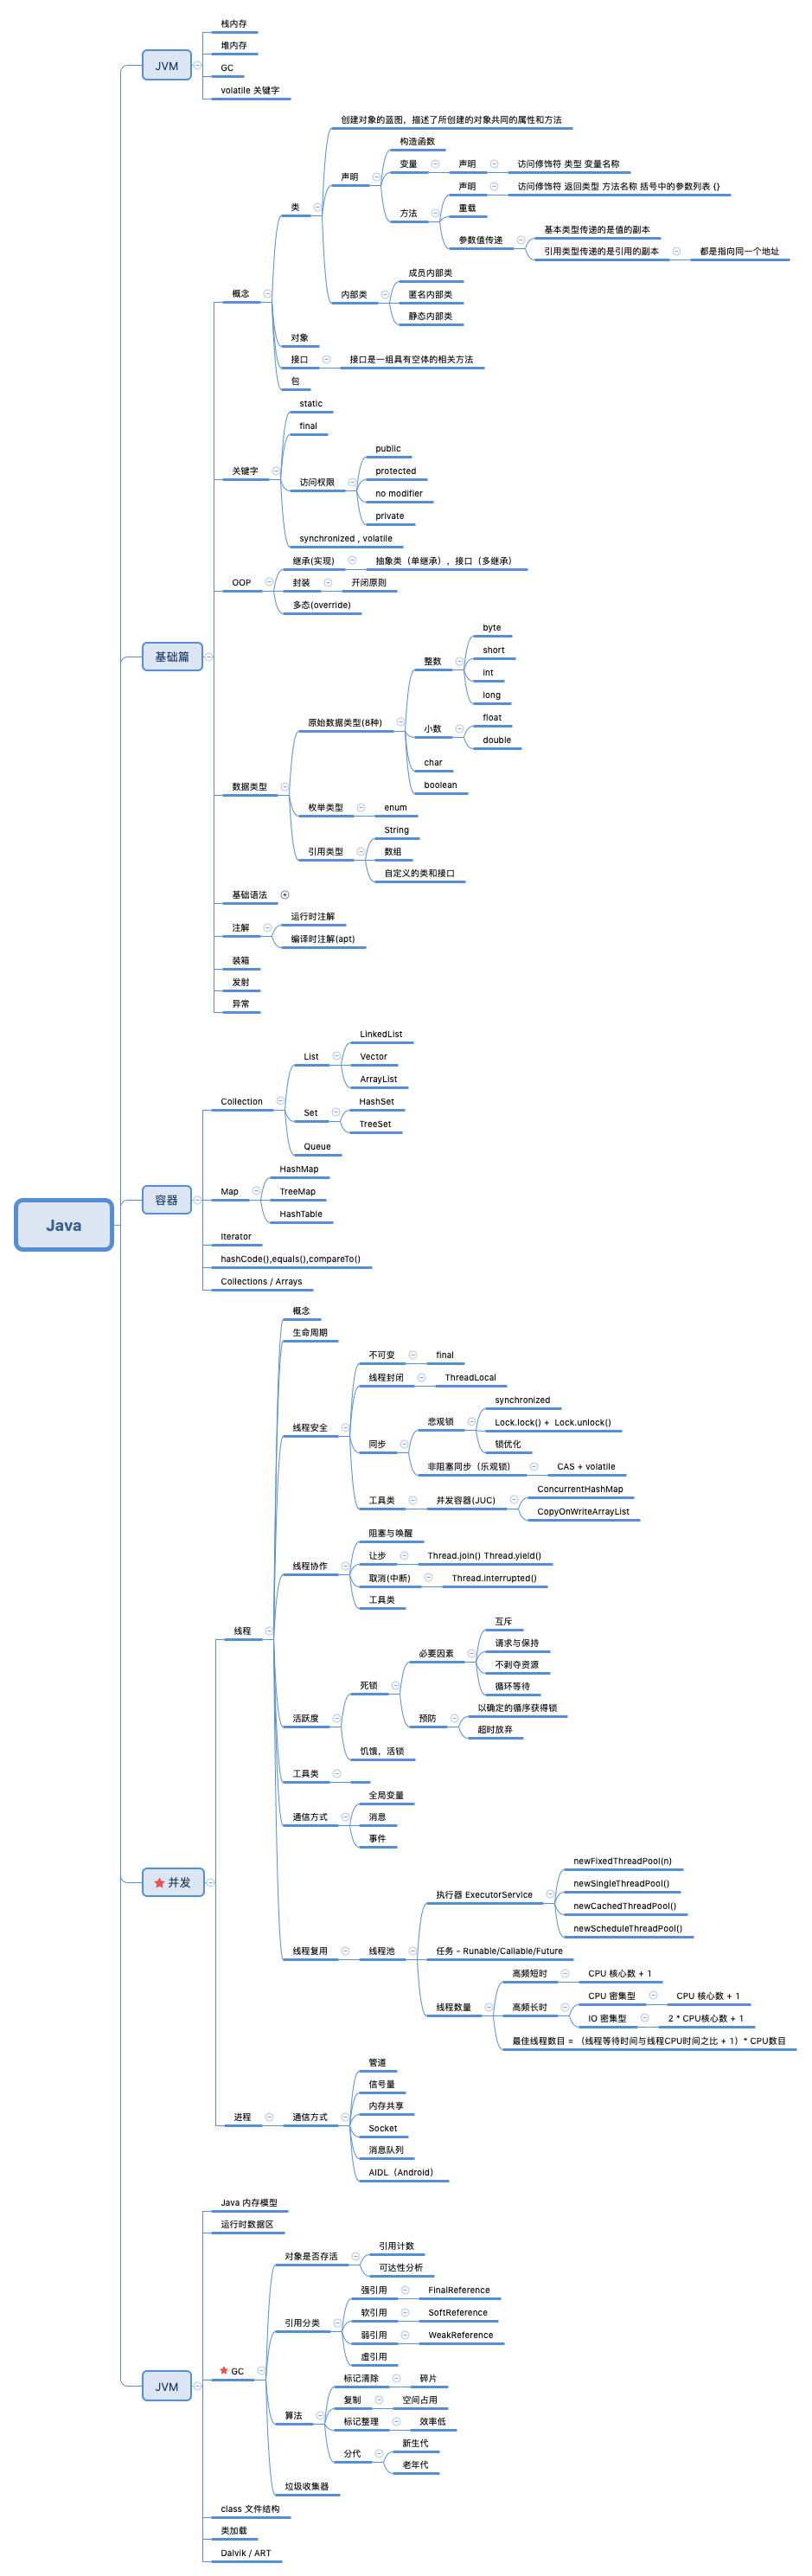 Java
JVM
栈内存
堆内存
GC
volatile 关键字
基础篇
概念
类
创建对象的蓝图，描述了所创建的对象共同的属性和方法
声明
构造函数
变量
声明
访问修饰符 类型 变量名称
方法
声明
访问修饰符 返回类型 方法名称 括号中的参数列表 {}
重载
参数值传递
基本类型传递的是值的副本
引用类型传递的是引用的副本
都是指向同一个地址
内部类
成员内部类
匿名内部类
静态内部类
对象
接口
接口是一组具有空体的相关方法
包
关键字
static
final
访问权限
public
protected
no modifier
private
synchronized , volatile
OOP
继承(实现)
抽象类（单继承），接口（多继承）
封装
开闭原则
多态(override)
数据类型
原始数据类型(8种)
整数
byte
short
int
long
小数
float
double
char
boolean
枚举类型
enum
引用类型
String
数组
自定义的类和接口
基础语法
注解
运行时注解
编译时注解(apt)
装箱
发射
异常
容器
Collection
List
LinkedList
Vector
ArrayList
Set
HashSet
TreeSet
Queue
Map
HashMap
TreeMap
HashTable
Iterator
hashCode(),equals(),compareTo()
Collections / Arrays
并发
线程
概念
生命周期
线程安全
不可变
final
线程封闭
ThreadLocal
同步
悲观锁
synchronized
Lock.lock() + Lock.unlock()
锁优化
非阻塞同步（乐观锁）
CAS + volatile
工具类
并发容器(JUC)
ConcurrentHashMap
CopyOnWriteArrayList
线程协作
阻塞与唤醒
让步
Thread.join() Thread.yield()
取消(中断)
Thread.interrupted()
工具类
活跃度
死锁
必要因素
互斥
请求与保持
不剥夺资源
循环等待
预防
以确定的循序获得锁
超时放弃
饥饿，活锁
工具类
通信方式
全局变量
消息
事件
线程复用
线程池
执行器 ExecutorService
newFixedThreadPool(n)
newSingleThreadPool()
newCachedThreadPool()
newScheduleThreadPool()
任务 - Runable/Callable/Future
线程数量
高频短时
CPU 核心数 + 1
高频长时
CPU 密集型
CPU 核心数 + 1
IO 密集型
2 * CPU核心数 + 1
最佳线程数目 = （线程等待时间与线程CPU时间之比 + 1）* CPU数目
进程
通信方式
管道
信号量
内存共享
Socket
消息队列
AIDL（Android）
JVM
Java 内存模型
运行时数据区
GC
对象是否存活
引用计数
可达性分析
引用分类
强引用
FinalReference
软引用
SoftReference
弱引用
WeakReference
虚引用
算法
标记清除
碎片
复制
空间占用
标记整理
效率低
分代
新生代
老年代
垃圾收集器
class 文件结构
类加载
Dalvik / ART